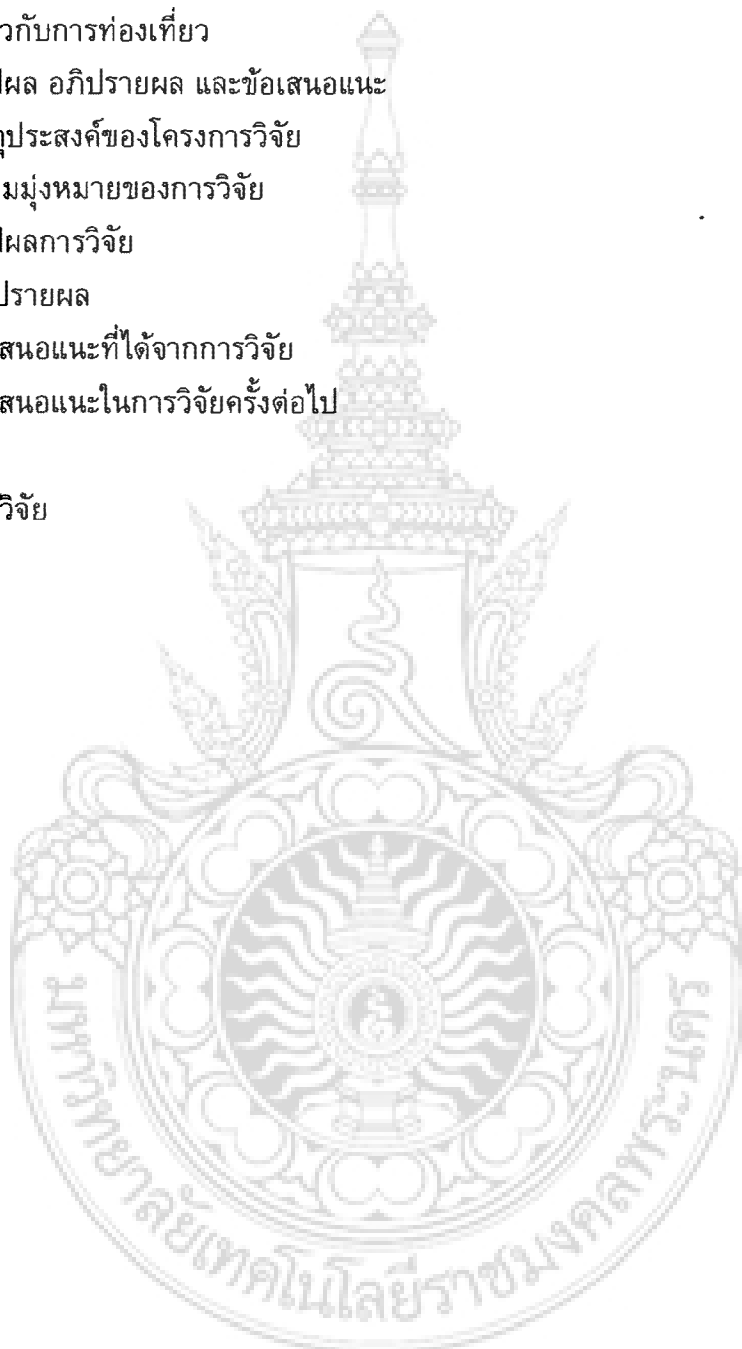 วกับการท่องเที่ยว
ปผล อภิปรายผล และข้อเสนอแนะ
ถุประสงค์ของโครงการวิจัย
มมุ่งหมายของการวิจัย
ปผลการวิจัย
ปรายผล
สนอแนะที่ได้จากการวิจัย
สนอแนะในการวิจัยครั้งต่อไป
วิจัย
มหาวิทยาลัยเทคโนโลยีราชมงคลพระนคร